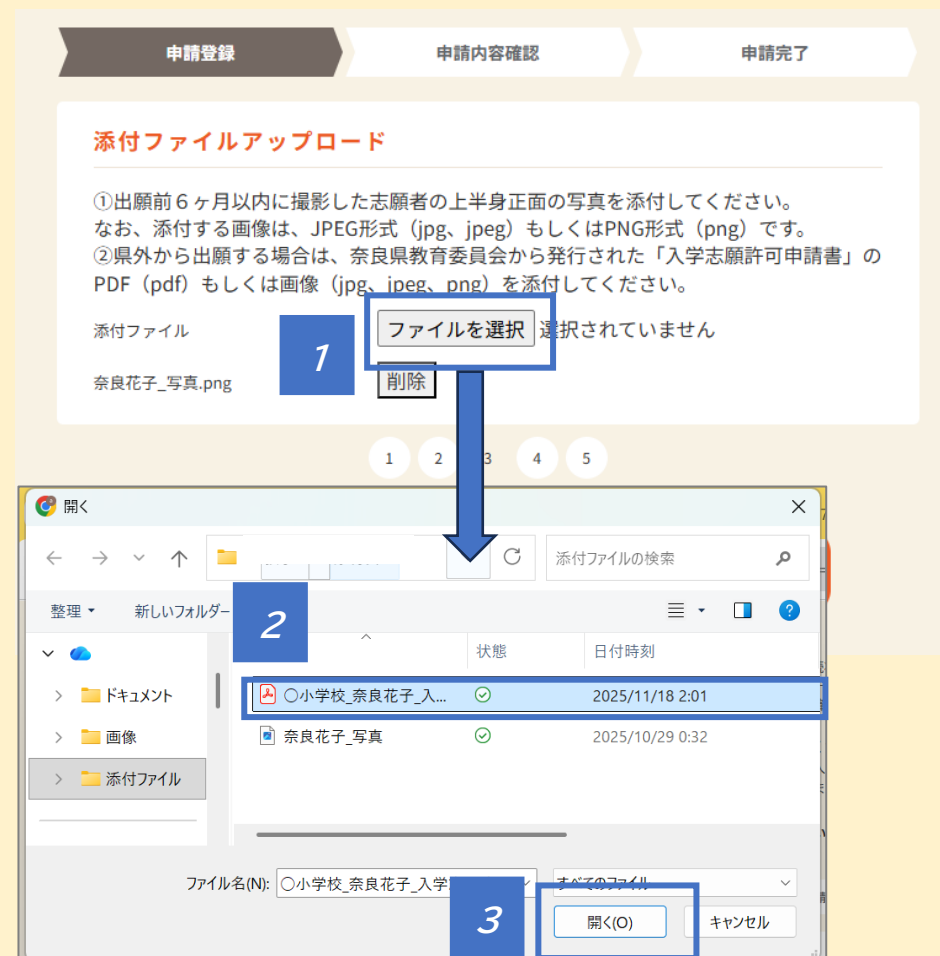 申請登録 申請内容確認 申請完了
添付ファイルアップロード
①出願前６ヶ月以内に撮影した志願者の上半身正面の写真を添付してください。
なお、添付する画像は、JPEG形式（jpg、jpeg）もしくはPNG形式（png）です。
②県外から出願する場合は、奈良県教育委員会から発行された「入学志願許可申請書」の
PDF（pdf）もしくは画像（jpg、jpeg、png）を添付してください。
添付ファイル ファイルを選択 選択されていません
1
奈良花子_写真.png 削除
1 2 3 4 5
開く
添付ファイルの検索
整理 新しいフォルダー
2
状態 日付時刻
ドキュメント
〇小学校_奈良花子_入... 2025/11/18 2:01
画像
奈良花子_写真 2025/10/29 0:32
添付ファイル
ファイル名(N): 〇小学校_奈良花子_入学 すべてのファイル
3
開く(O) キャンセル